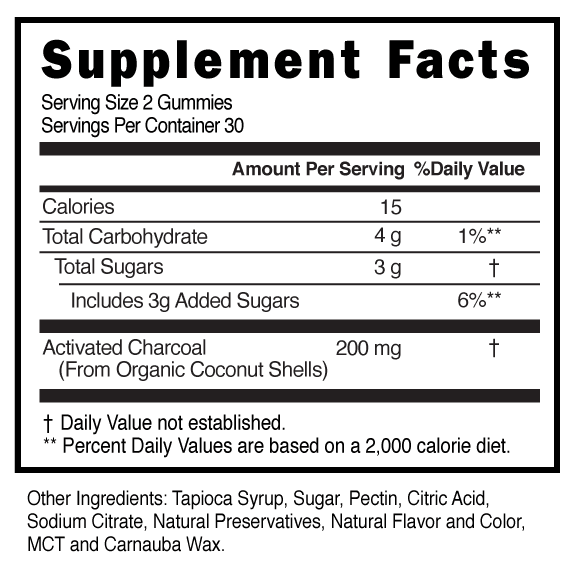 Supplement Facts
Serving Size 2 Gummies
Servings Per Container 30
Amount Per Serving %Daily Value
Calories 15
Total Carbohydrate 4 g 1%**
Total Sugars 3 g †
Includes 3g Added Sugars 6%**
Activated Charcoal 200 mg †
(From Organic Coconut Shells)
† Daily Value not established.
** Percent Daily Values are based on a 2,000 calorie diet.
Other Ingredients: Tapioca Syrup, Sugar, Pectin, Citric Acid,
Sodium Citrate, Natural Preservatives, Natural Flavor and Color,
MCT and Carnauba Wax.